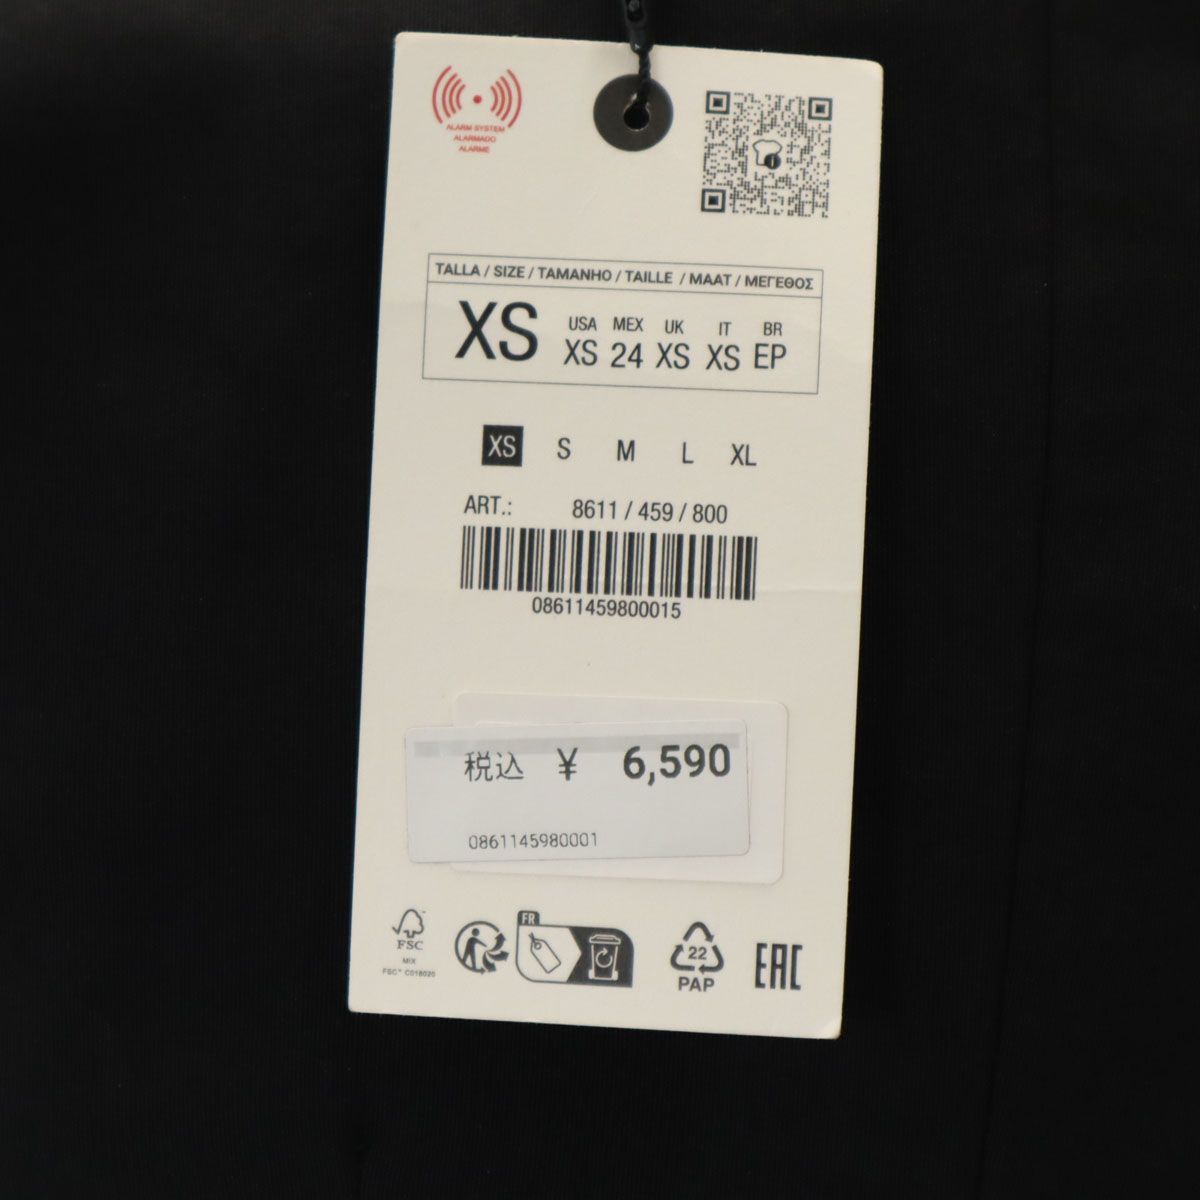 ALARM SYSTEM
ALARMADO
ALARME
TALLA / SIZE / TAMANHO / TAILLE / MAAT / ΜΕΓΕΘΟΣ
XS
USA MEX UK IT BR
XS 24 XS XS EP
XS S M L XL
ART.: 8611 / 459 / 800
08611459800015
税込 ¥ 6,590
0861145980001
FSC
MIX
FSC™ C018020
FR
22
PAP
EAC